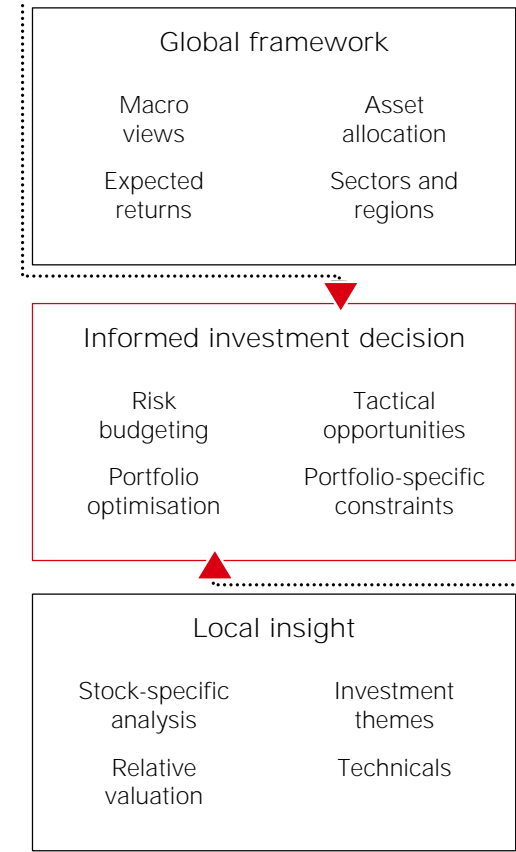 Global framework
Macro
views
Asset
allocation
Expected
returns
Sectors and
regions
Informed investment decision
Risk
budgeting
Tactical
opportunities
Portfolio
optimisation
Portfolio-specific
constraints
Local insight
Stock-specific
analysis
Investment
themes
Relative
valuation
Technicals